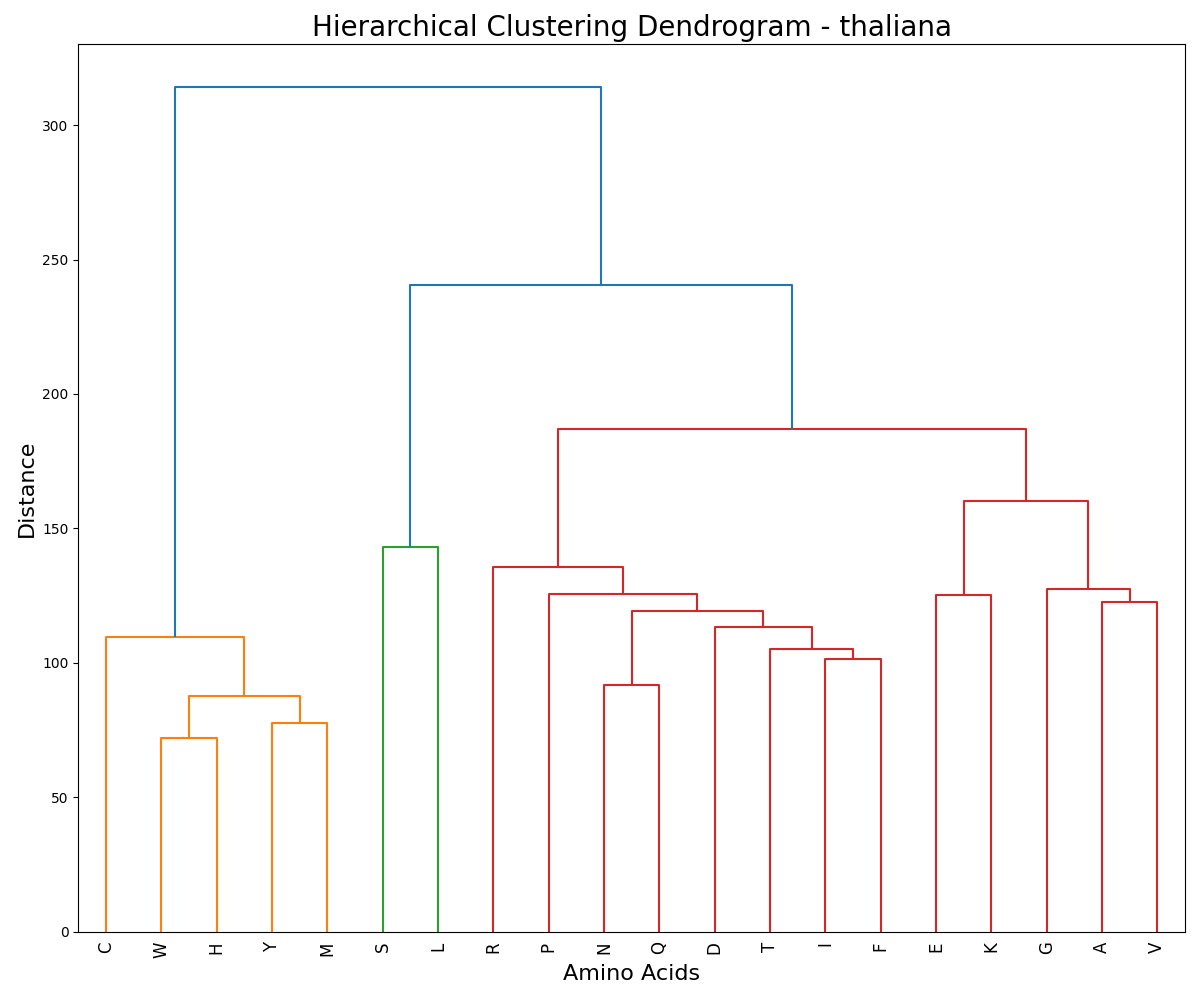 Hierarchical Clustering Dendrogram - thaliana
300
250
200
150
100
50
0
Distance
C W H Y M S L R P N Q D T I F E K G A V
Amino Acids